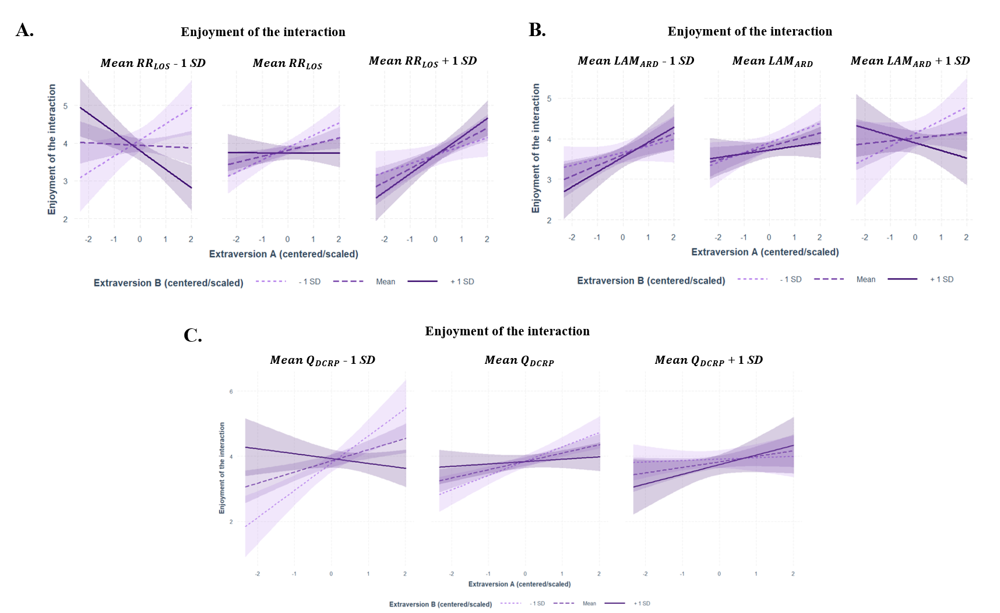 A.
Enjoyment of the interaction
Mean RR_LOS - 1 SD
Mean RR_LOS
Mean RR_LOS + 1 SD
Enjoyment of the interaction
5
4
3
2
-2 -1 0 1 2
-2 -1 0 1 2
-2 -1 0 1 2
Extraversion A (centered/scaled)
Extraversion B (centered/scaled) - 1 SD Mean + 1 SD
B.
Enjoyment of the interaction
Mean LAM_ARD - 1 SD
Mean LAM_ARD
Mean LAM_ARD + 1 SD
Enjoyment of the interaction
5
4
3
2
-2 -1 0 1 2
-2 -1 0 1 2
-2 -1 0 1 2
Extraversion A (centered/scaled)
Extraversion B (centered/scaled) - 1 SD Mean + 1 SD
C.
Enjoyment of the interaction
Mean Q_DCRP - 1 SD
Mean Q_DCRP
Mean Q_DCRP + 1 SD
Enjoyment of the interaction
6
4
2
-2 -1 0 1 2
-2 -1 0 1 2
-2 -1 0 1 2
Extraversion A (centered/scaled)
Extraversion B (centered/scaled) - 1 SD Mean + 1 SD